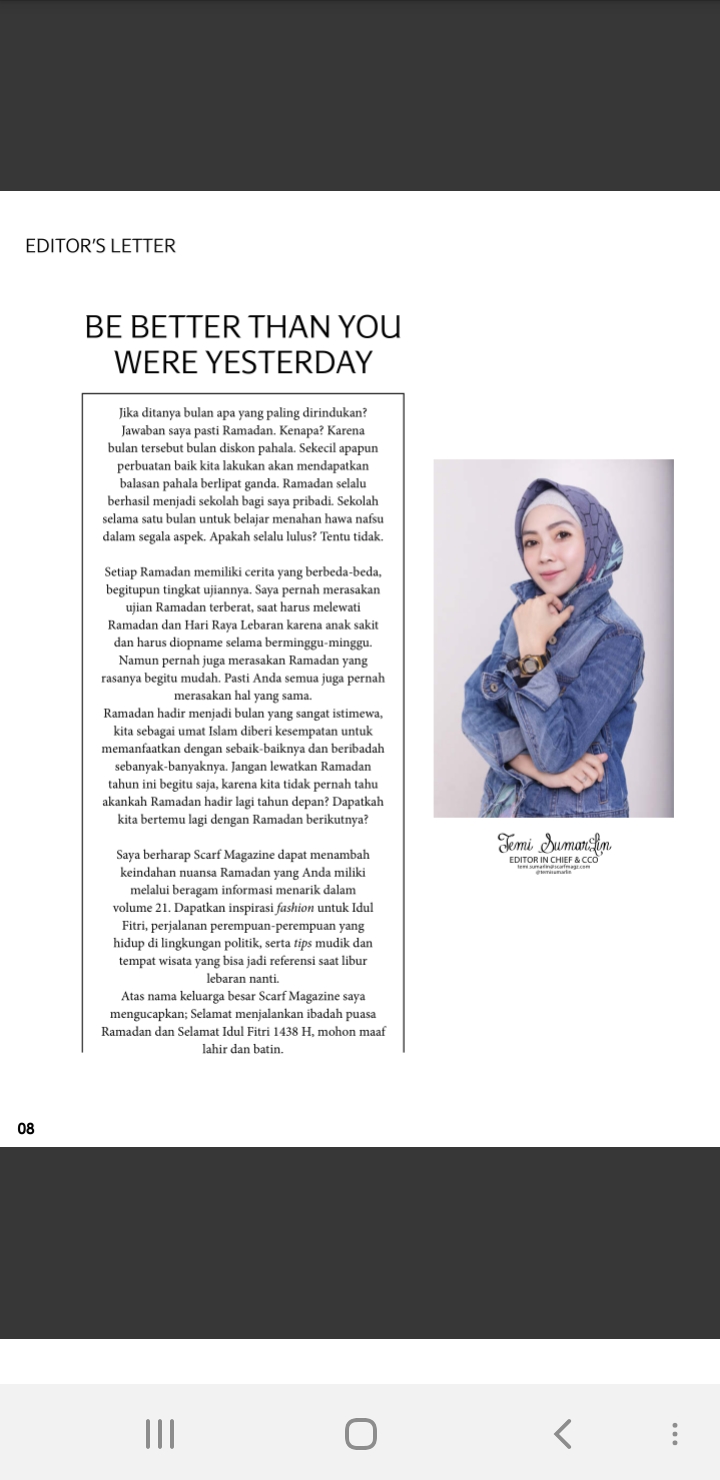 EDITOR'S LETTER
BE BETTER THAN YOU
WERE YESTERDAY
Jika ditanya bulan apa yang paling dirindukan?
Jawaban saya pasti Ramadan. Kenapa? Karena
bulan tersebut bulan diskon pahala. Sekecil apapun
perbuatan baik kita lakukan akan mendapatkan
balasan pahala berlipat ganda. Ramadan selalu
berhasil menjadi sekolah bagi saya pribadi. Sekolah
selama satu bulan untuk belajar menahan hawa nafsu
dalam segala aspek. Apakah selalu lulus? Tentu tidak.
Setiap Ramadan memiliki cerita yang berbeda-beda,
begitupun tingkat ujiannya. Saya pernah merasakan
ujian Ramadan terberat, saat harus melewati
Ramadan dan Hari Raya Lebaran karena anak sakit
dan harus diopname selama berminggu-minggu.
Namun pernah juga merasakan Ramadan yang
rasanya begitu mudah. Pasti Anda semua juga pernah
merasakan hal yang sama.
Ramadan hadir menjadi bulan yang sangat istimewa,
kita sebagai umat Islam diberi kesempatan untuk
memanfaatkan dengan sebaik-baiknya dan beribadah
sebanyak-banyaknya. Jangan lewatkan Ramadan
tahun ini begitu saja, karena kita tidak pernah tahu
akankah Ramadan hadir lagi tahun depan? Dapatkah
kita bertemu lagi dengan Ramadan berikutnya?
Saya berharap Scarf Magazine dapat menambah
keindahan nuansa Ramadan yang Anda miliki
melalui beragam informasi menarik dalam
volume 21. Dapatkan inspirasi fashion untuk Idul
Fitri, perjalanan perempuan-perempuan yang
hidup di lingkungan politik, serta tips mudik dan
tempat wisata yang bisa jadi referensi saat libur
lebaran nanti.
Atas nama keluarga besar Scarf Magazine saya
mengucapkan; Selamat menjalankan ibadah puasa
Ramadan dan Selamat Idul Fitri 1438 H, mohon maaf
lahir dan batin.
Temi Sumarlin
EDITOR IN CHIEF & CCO
temi.sumarlin@scarfmagz.com
@temisumarlin
08